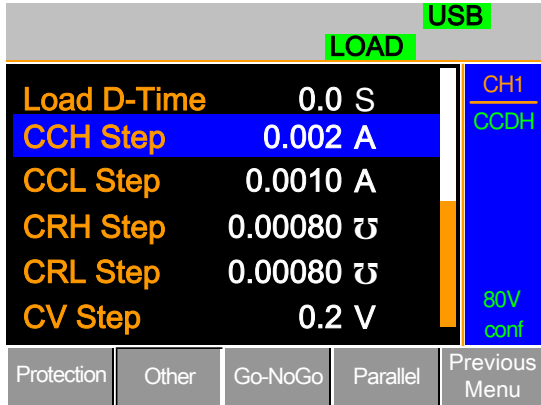 USB
LOAD
Load D-Time 0.0 S
CCH Step 0.002 A
CCL Step 0.0010 A
CRH Step 0.00080 ℧
CRL Step 0.00080 ℧
CV Step 0.2 V
CH1
CCDH
80V
conf
Protection Other Go-NoGo Parallel Previous Menu